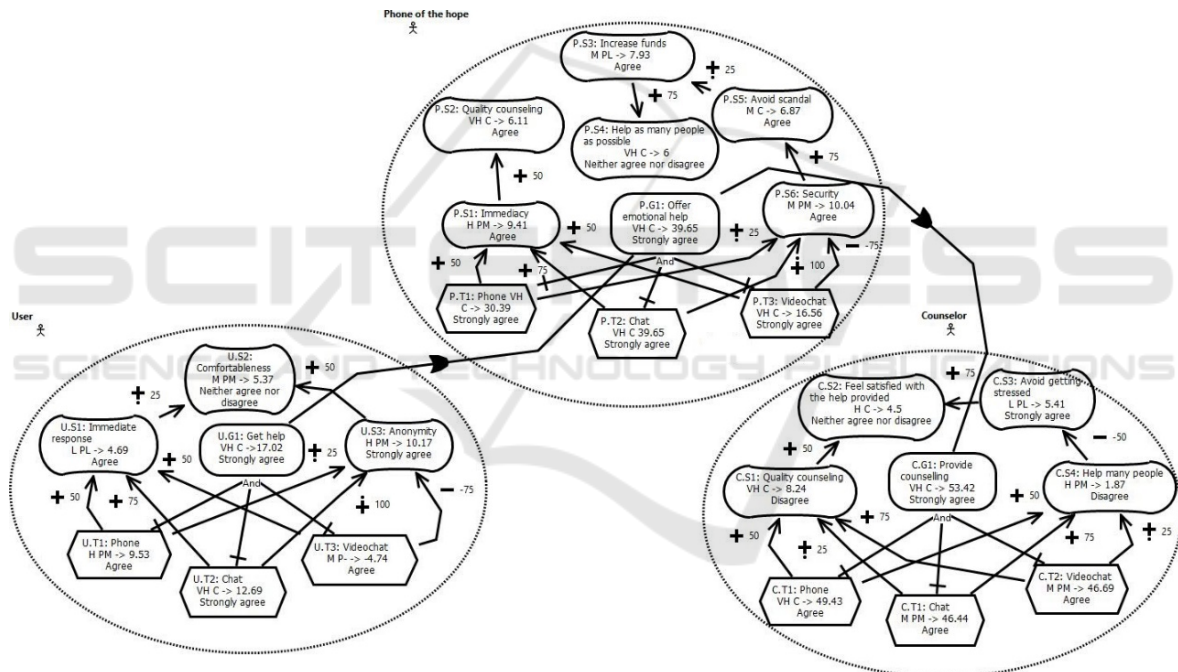 Phone of the hope
P.S3: Increase funds
M PL -> 7.93
Agree
25
75
P.S2: Quality counseling
VH C -> 6.11
Agree
P.S5: Avoid scandal
M C -> 6.87
Agree
P.S4: Help as many people
as possible
VH C -> 6
Neither agree nor disagree
75
50
P.S1: Immediacy
H PM -> 9.41
Agree
P.G1: Offer
emotional help
VH C -> 39.65
Strongly agree
P.S6: Security
M PM -> 10.04
Agree
50
25
-75
And
50
75
100
P.T1: Phone VH
C -> 30.39
Strongly agree
P.T2: Chat
VH C 39.65
Strongly agree
P.T3: Videochat
VH C -> 16.56
Strongly agree
SCITEPRESS
SCIENCE AND TECHNOLOGY PUBLICATIONS
User
U.S2:
Comfortableness
M PM -> 5.37
Neither agree nor
disagree
50
25
U.S1: Immediate
response
L PL -> 4.69
Agree
U.G1: Get help
VH C ->17.02
Strongly agree
U.S3: Anonymity
H PM -> 10.17
Strongly agree
50
25
And
50
75
100
-75
U.T1: Phone
H PM -> 9.53
Agree
U.T2: Chat
VH C -> 12.69
Strongly agree
U.T3: Videochat
M P- -> -4.74
Agree
Counselor
C.S2: Feel satisfied with
the help provided
H C -> 4.5
Neither agree nor disagree
75
C.S3: Avoid getting
stressed
L PL -> 5.41
Strongly agree
50
-50
C.S1: Quality counseling
VH C -> 8.24
Disagree
C.G1: Provide
counselling
VH C -> 53.42
Strongly agree
C.S4: Help many people
H PM -> 1.87
Disagree
50
75
And
50
25
75
25
C.T1: Phone
VH C -> 49.43
Agree
C.T1: Chat
M PM -> 46.44
Agree
C.T2: Videochat
M PM -> 46.69
Agree